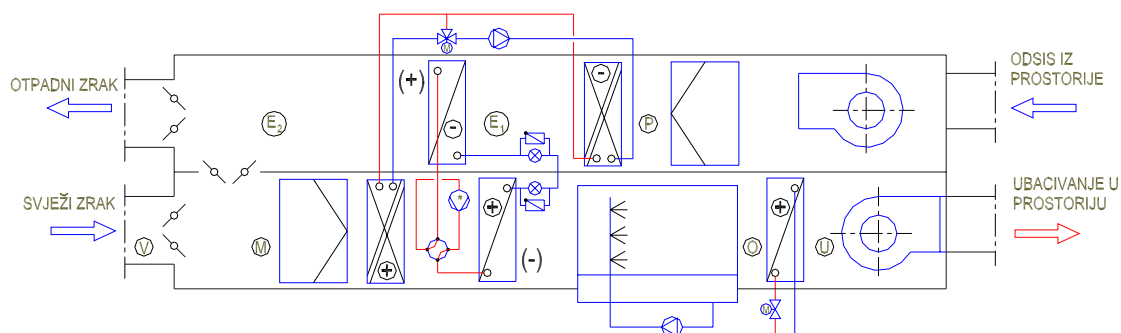 M
(+)
-
ODSIS IZ
PROSTORIJE
OTPADNI ZRAK
E2
-
E1
P
SVJEŽI ZRAK
*
+
+
UBACIVANJE U
PROSTORIJU
V
M
+
(-)
O
U
M